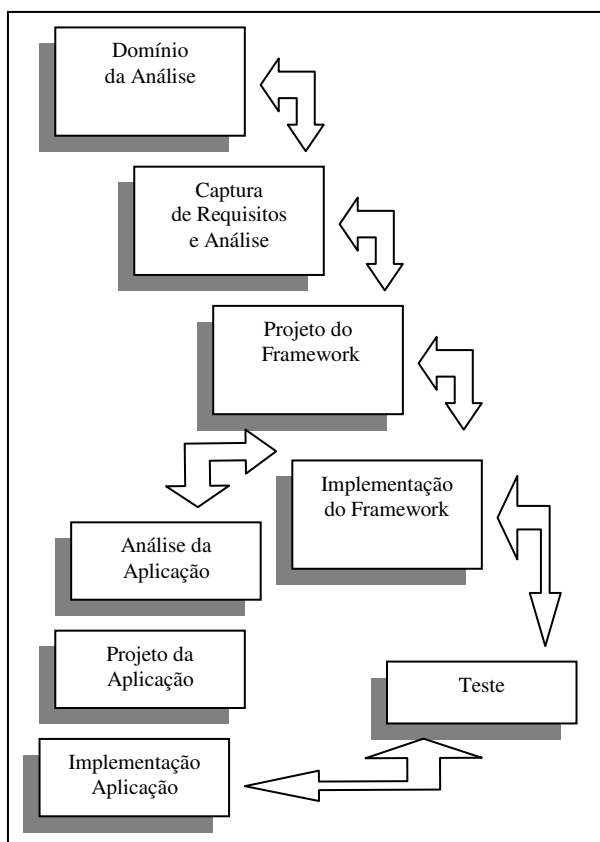 Domínio
da Análise
Captura
de Requisitos
e Análise
Projeto do
Framework
Implementação
do Framework
Análise da
Aplicação
Projeto da
Aplicação
Teste
Implementação
Aplicação